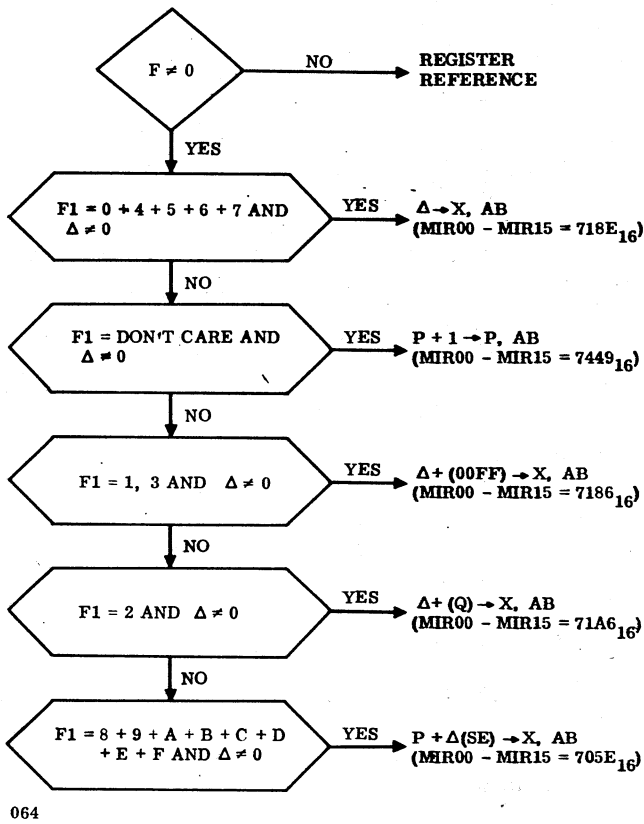 F ≠ 0
NO
REGISTER
REFERENCE
YES
F1 = 0 + 4 + 5 + 6 + 7 AND
Δ ≠ 0
YES
Δ → X, AB
(MIR00 - MIR15 = 718E16)
NO
F1 = DON'T CARE AND
Δ ≠ 0
YES
P + 1 → P, AB
(MIR00 - MIR15 = 744916)
NO
F1 = 1, 3 AND Δ ≠ 0
YES
Δ + (00FF) → X, AB
(MIR00 - MIR15 = 718616)
NO
F1 = 2 AND Δ ≠ 0
YES
Δ + (Q) → X, AB
(MIR00 - MIR15 = 71A616)
NO
F1 = 8 + 9 + A + B + C + D
+ E + F AND Δ ≠ 0
YES
P + Δ(SE) → X, AB
(MIR00 - MIR15 = 705E16)
064